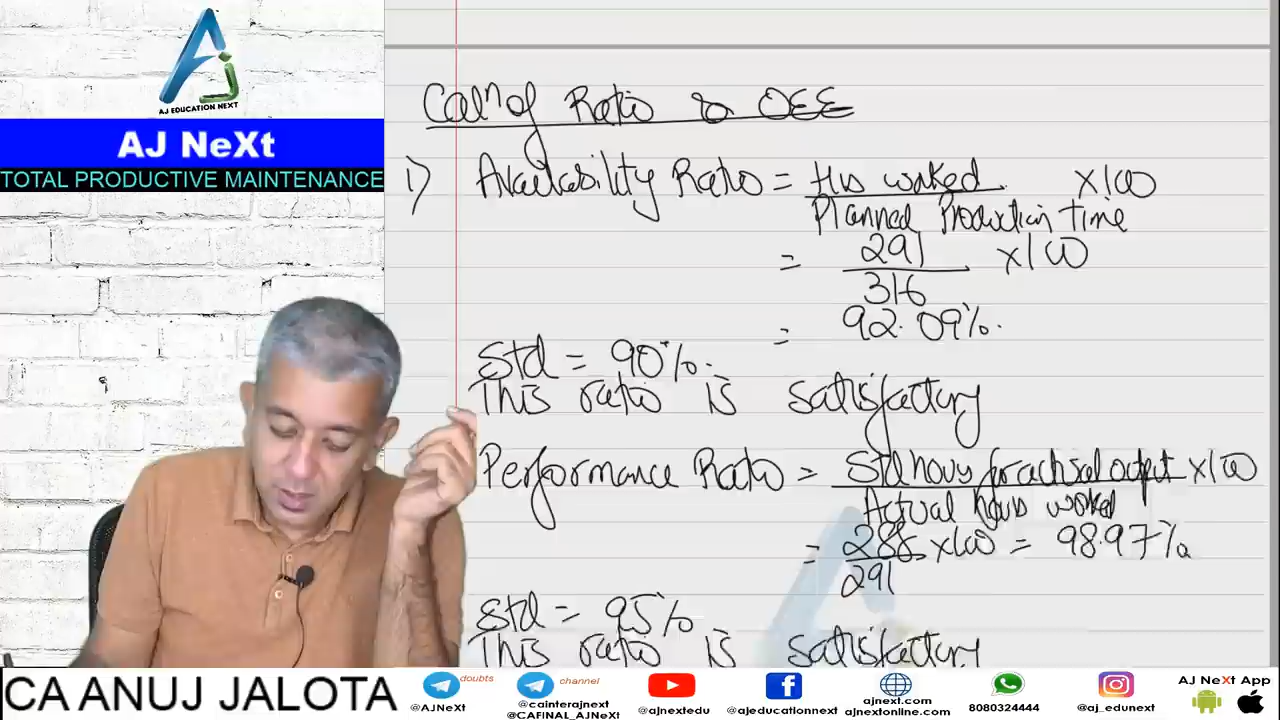 AJ EDUCATION NEXT
AJ NeXt
TOTAL PRODUCTIVE MAINTENANCE
Calⁿ of Ratio & OEE
1) Availability Ratio = Hrs worked x100
Planned Production time
= 291 x100
316
= 92.09%.
Std = 90%.
This ratio is satisfactory
Performance Ratio = Std hours for actual output x100
Actual hours worked
= 288 x100 = 98.97%
291
Std = 95%
This ratio is satisfactory
CA ANUJ JALOTA
doubts
@AJNeXt
channel
@cainterajnext
@CAFINAL_AJNeXt
@ajnextedu
@ajeducationnext
ajnext.com
ajnextonline.com
8080324444
@aj_edunext
AJ NeXt App